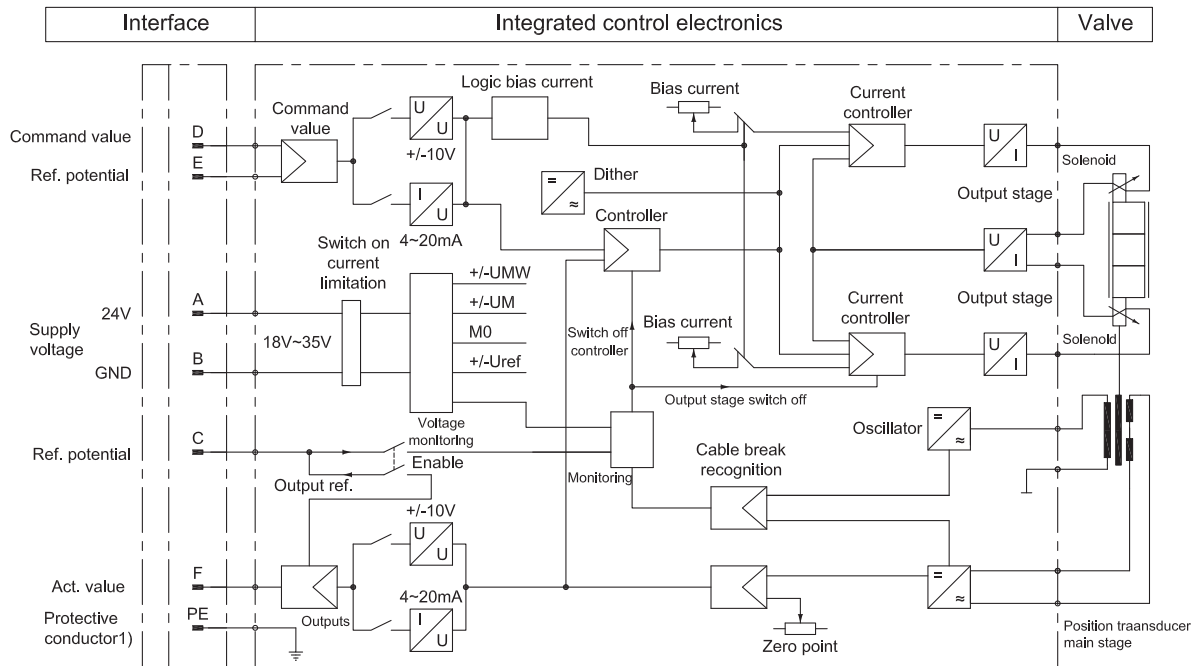 Interface
Integrated control electronics
Valve
Command value
D
E
Ref. potential
Command
value
U
U
+/-10V
I
U
4~20mA
Logic bias current
Bias current
Current
controller
U
I
Solenoid
=
≈
Dither
Output stage
Controller
U
I
Output stage
Switch on
current
limitation
24V
A
Supply
voltage
18V~35V
GND
B
+/-UMW
+/-UM
M0
+/-Uref
Voltage
monitoring
Switch off
controller
Bias current
Current
controller
U
I
Solenoid
Output stage switch off
Ref. potential
C
Enable
Output ref.
Monitoring
Cable break
recognition
Oscillator
=
≈
+/-10V
U
U
Act. value
F
Outputs
4~20mA
I
U
=
≈
Zero point
Protective
conductor1)
PE
Position traansducer
main stage